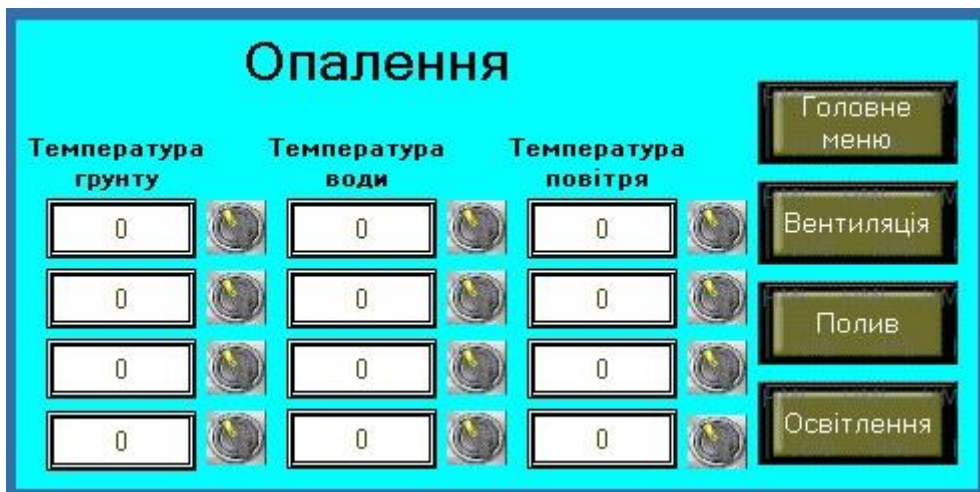 Опалення
Температура
грунту
Температура
води
Температура
повітря
0
0
0
0
0
0
0
0
0
0
0
0
Головне
меню
Вентиляція
Полив
Освітлення